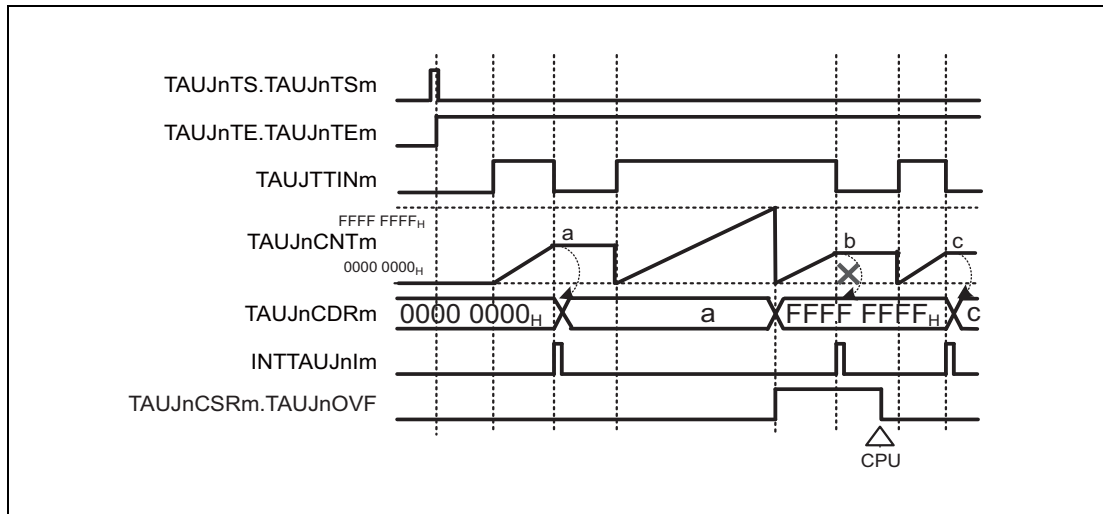 TAUJnTS.TAUJnTSm
TAUJnTE.TAUJnTEm
TAUJTTINm
FFFF FFFFH
TAUJnCNTm
0000 0000H
a
b
c
TAUJnCDRm
0000 0000H
a
FFFF FFFFH
c
INTTAUJnIm
TAUJnCSRm.TAUJnOVF
CPU